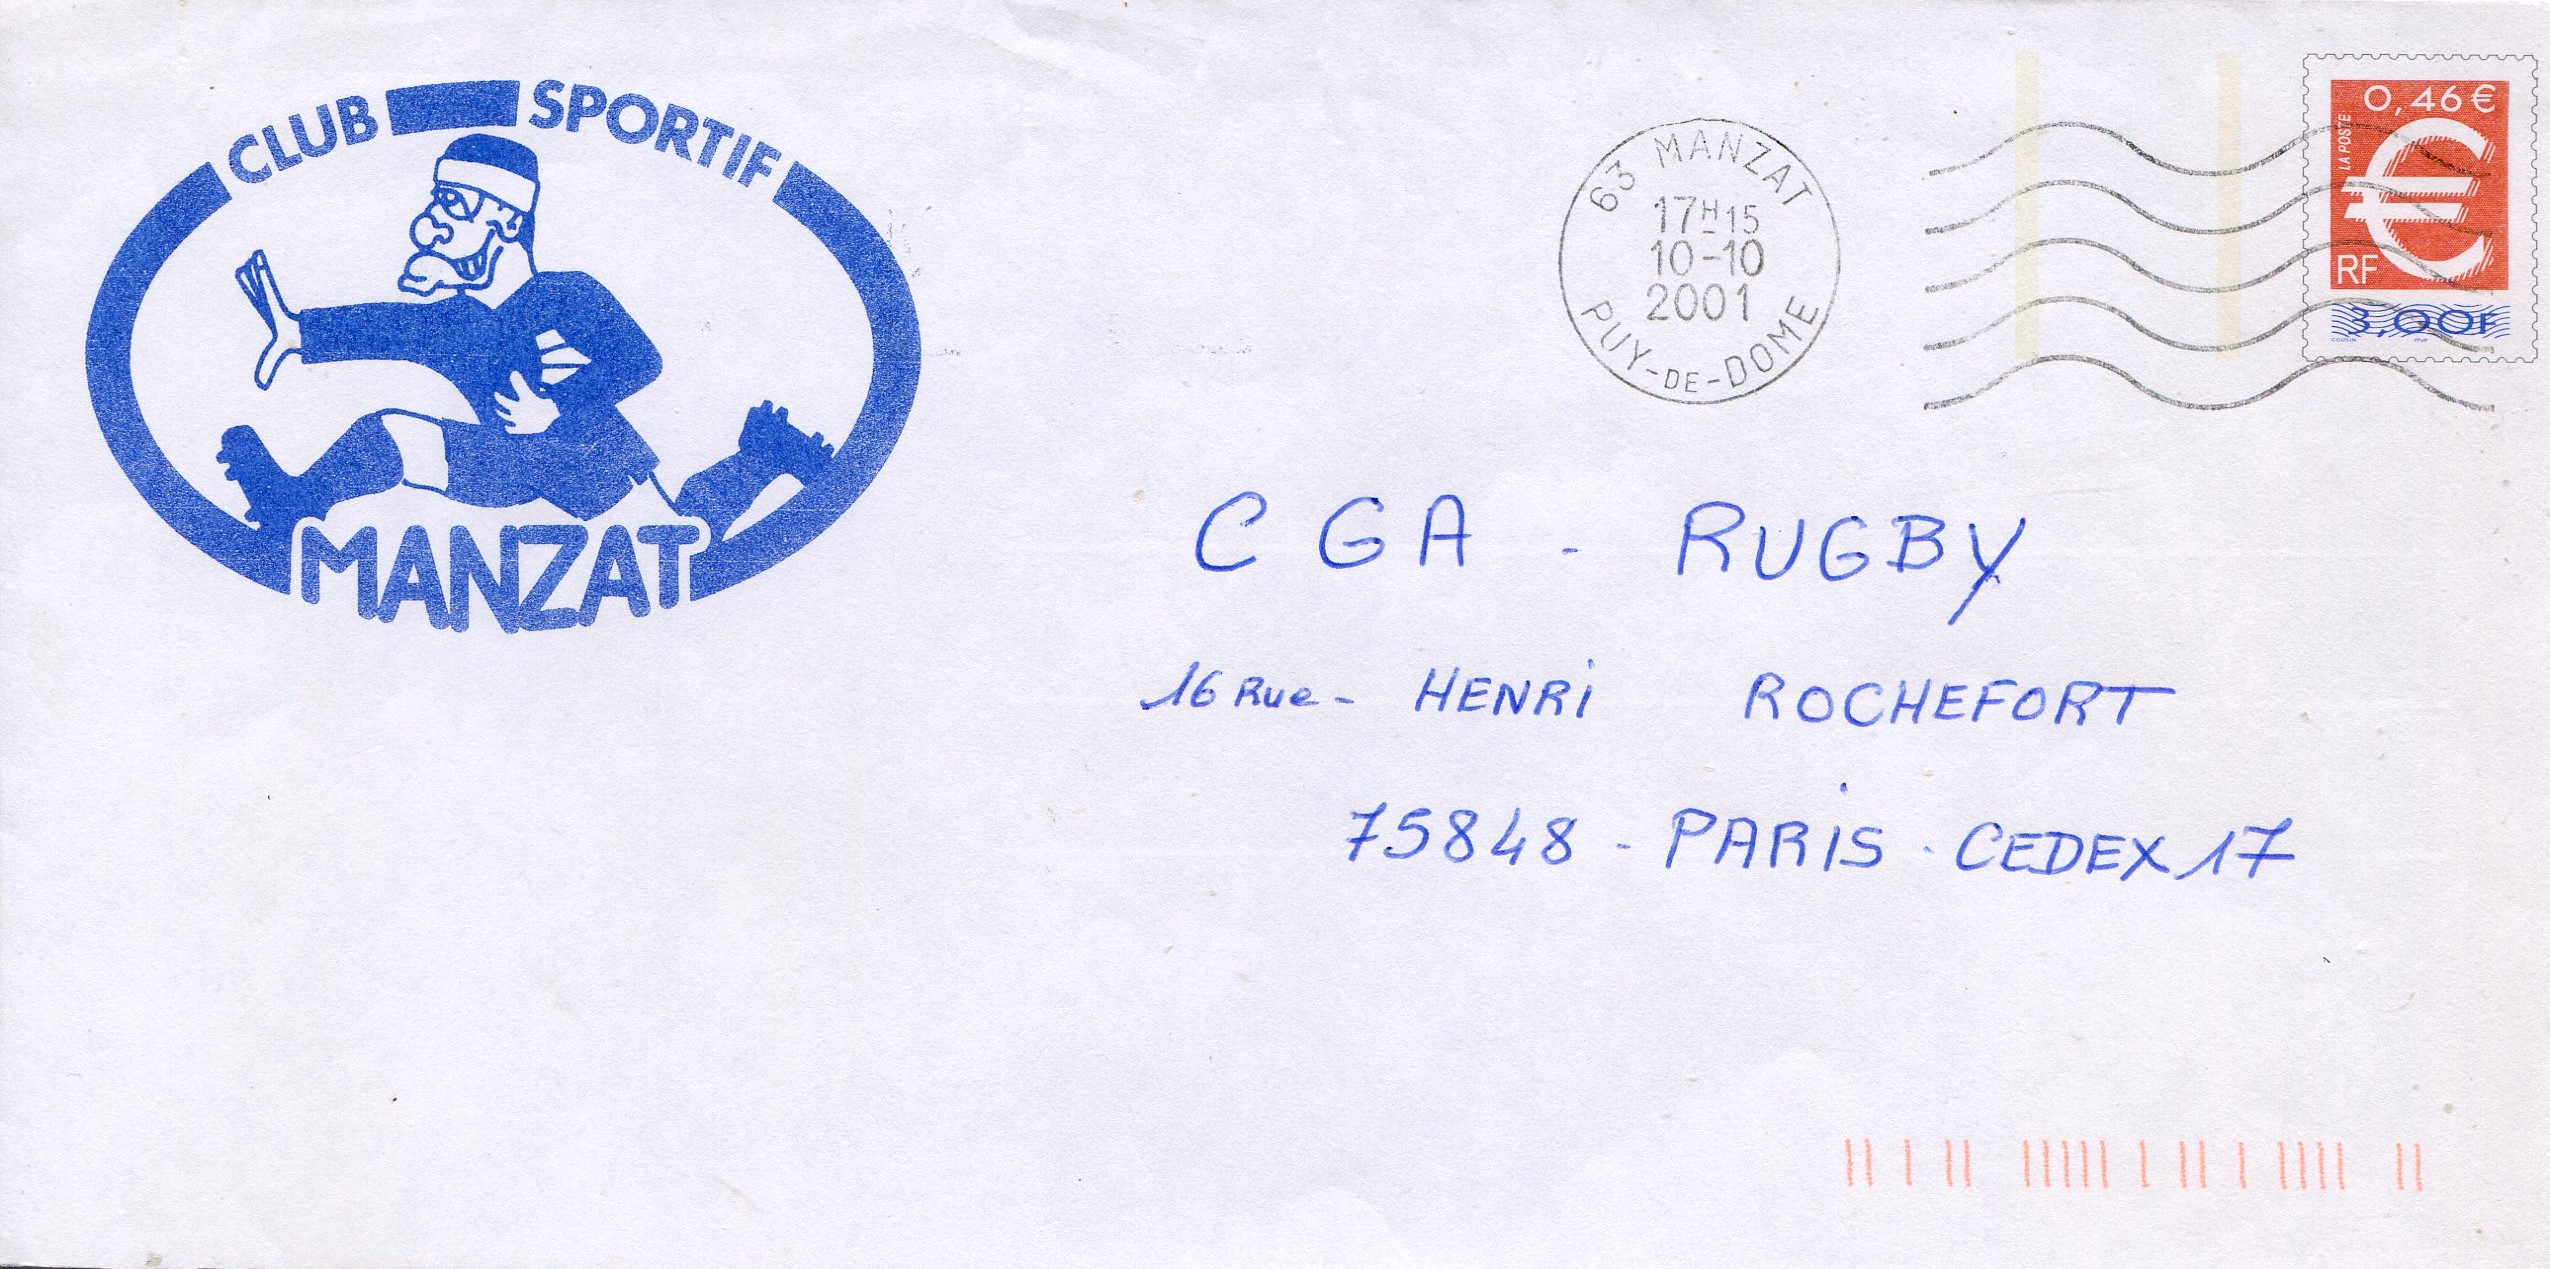 CLUB SPORTIF
MANZAT
63 MANZAT
17H15
10-10
2001
PUY-DE-DOME
0,46 €
LA POSTE
€
RF
3,00F
C G A - RUGBY
16 Rue - HENRI ROCHEFORT
75848 - PARIS - CEDEX 17